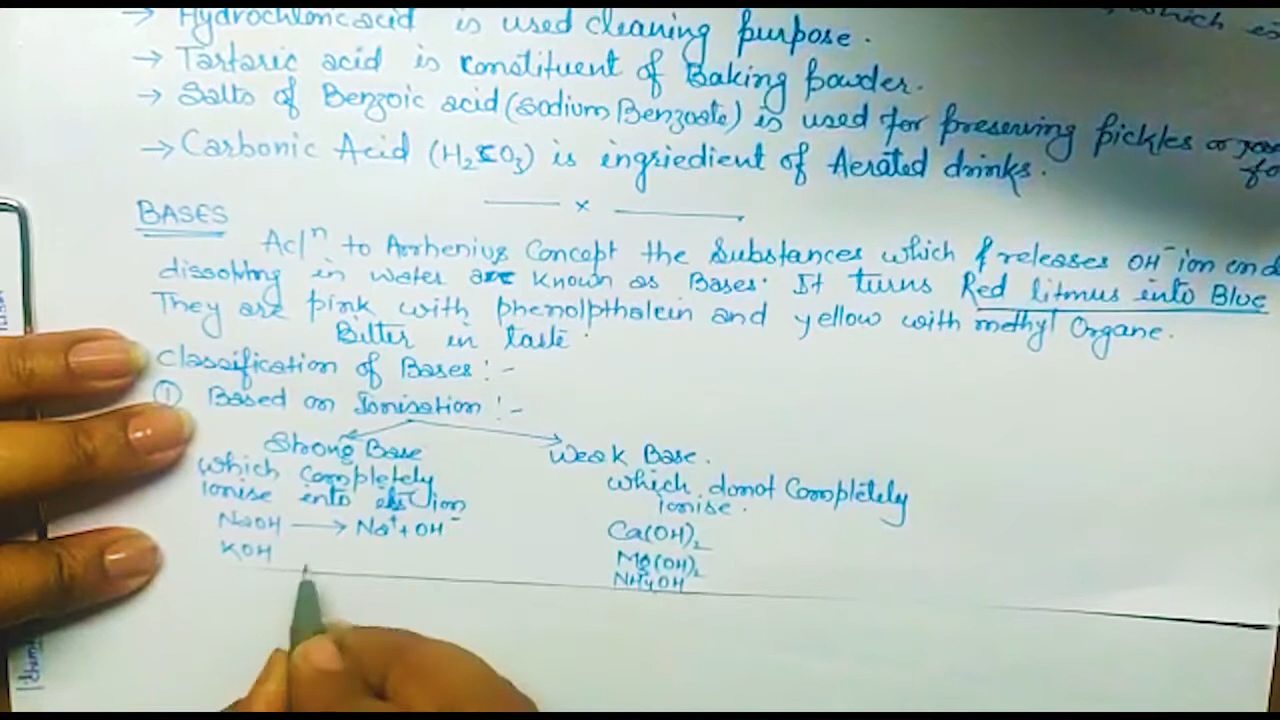 which is
→ Hydrochloric acid is used cleaning purpose.
→ Tartaric acid is constituent of Baking powder.
→ Salts of Benzoic acid (Sodium Benzoate) is used for preserving pickles or
→ Carbonic Acid (H₂CO₃) is ingriedient of Aerated drinks.
x
BASES
Aclⁿ to Arrhenius Concept the Substances which releases OH⁻ ion on
dissolving in water are known as Bases. It turns Red litmus into Blue
They are pink with phenolpthalein and yellow with methyl Organe.
Bitter in taste.
Classification of Bases :-
① Based on Ionisation :-
Strong Base
which completely
ionise into ion
NaOH → Na⁺ + OH⁻
KOH
Weak Base.
which donot Completely
ionise.
Ca(OH)₂
Mg(OH)₂
NH₄OH